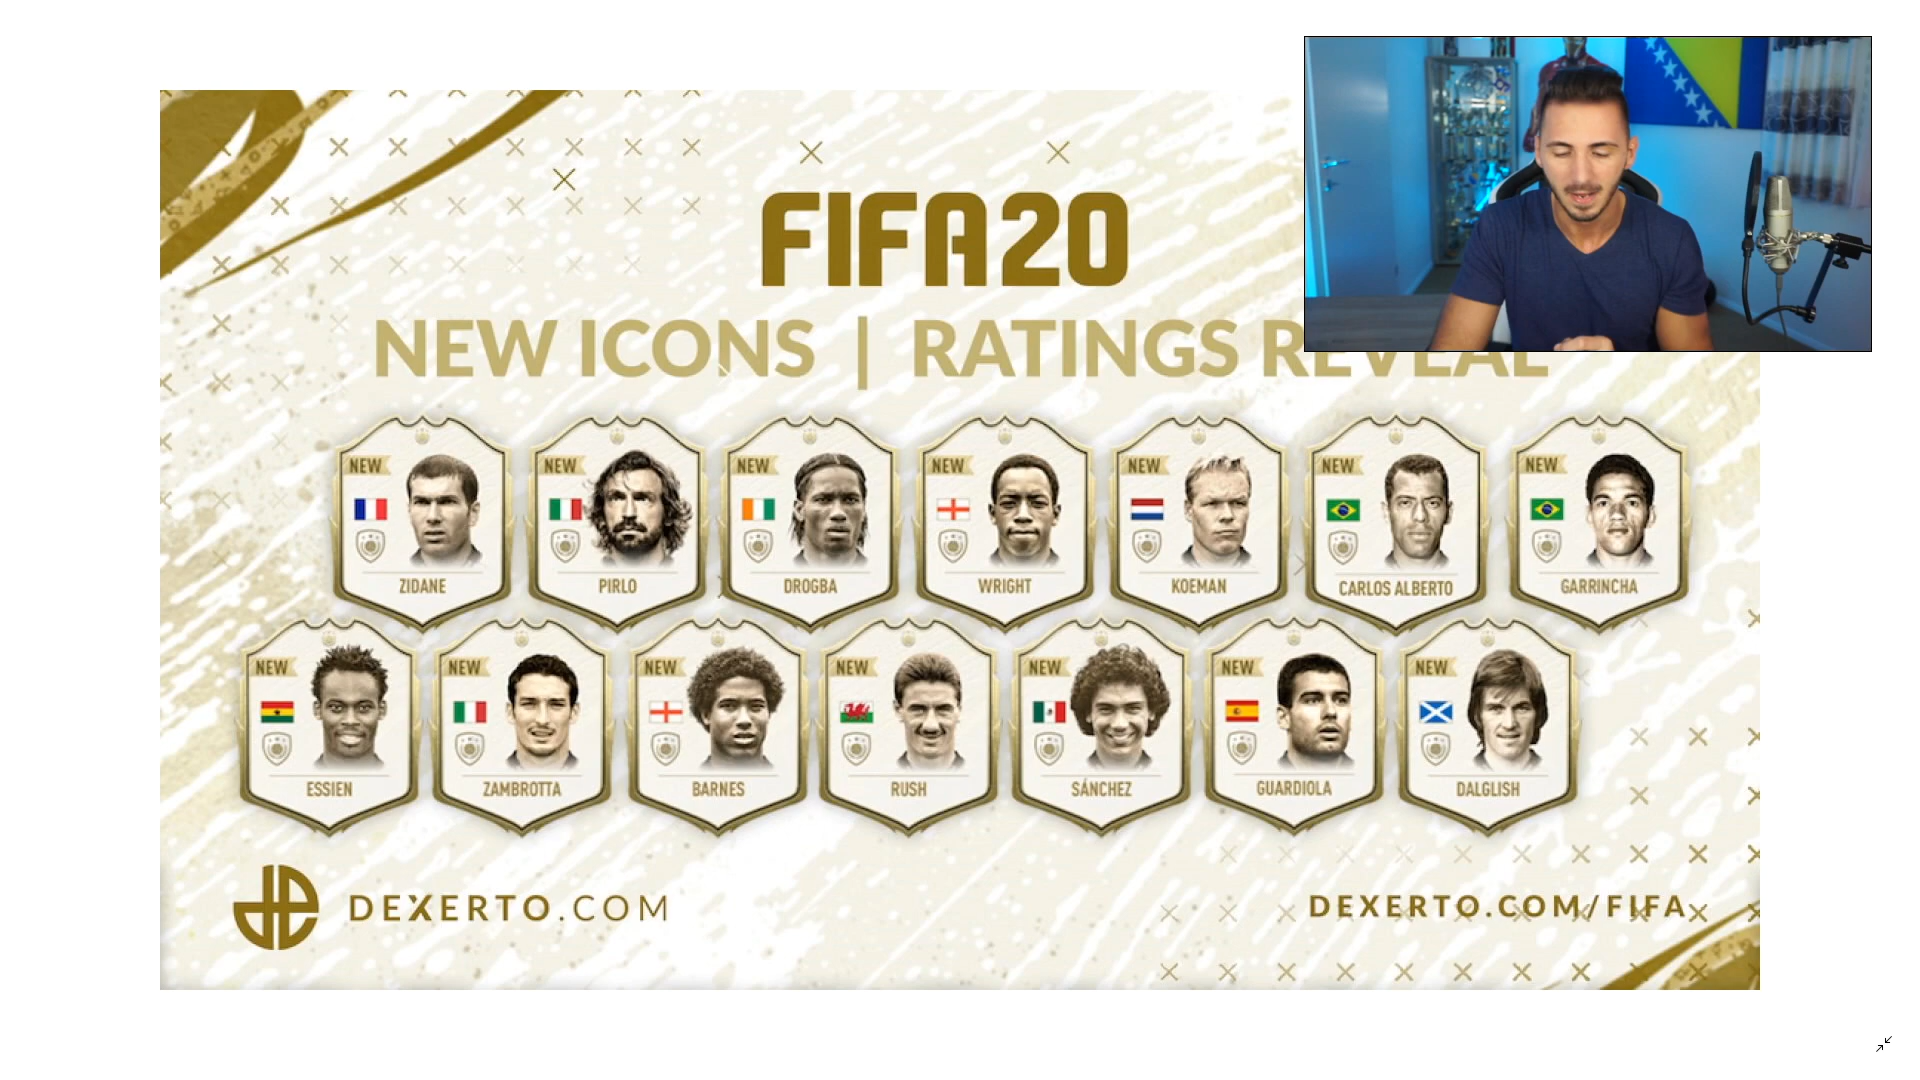 FIFA20
NEW ICONS | RATINGS REVEAL
NEW NEW NEW NEW NEW NEW NEW
ZIDANE PIRLO DROGBA WRIGHT KOEMAN CARLOS ALBERTO GARRINCHA
NEW NEW NEW NEW NEW NEW NEW
ESSIEN ZAMBROTTA BARNES RUSH SÁNCHEZ GUARDIOLA DALGLISH
DEXERTO.COM
DEXERTO.COM/FIFA